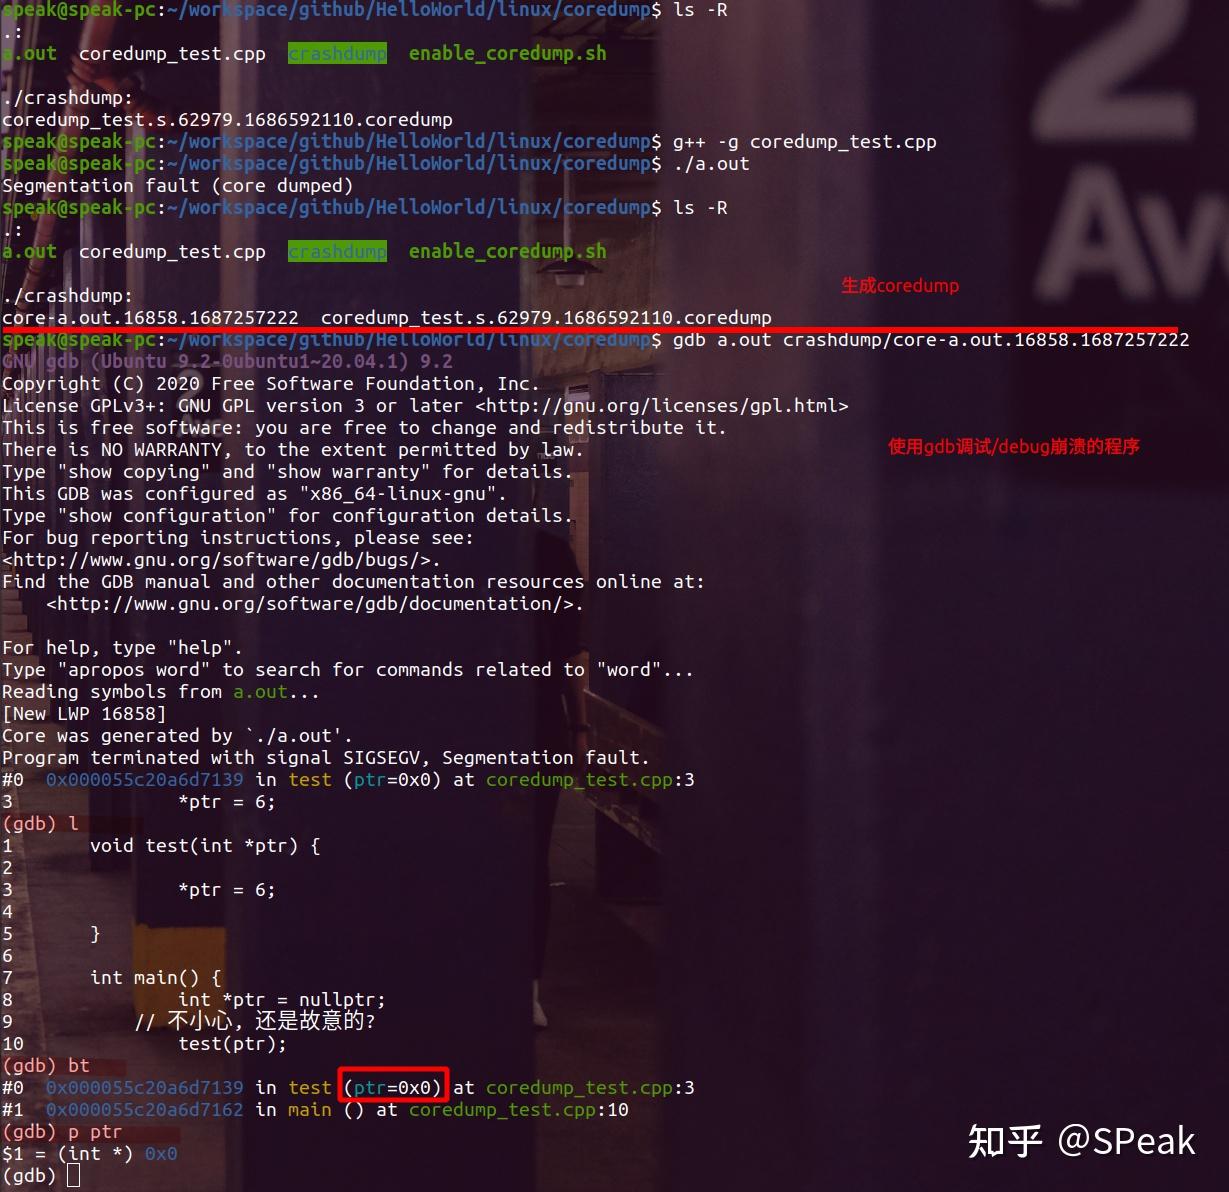 speak@speak-pc:~/workspace/github/HelloWorld/linux/coredump$ ls -R
.:
a.out  coredump_test.cpp  crashdump  enable_coredump.sh
./crashdump:
coredump_test.s.62979.1686592110.coredump
speak@speak-pc:~/workspace/github/HelloWorld/linux/coredump$ g++ -g coredump_test.cpp
speak@speak-pc:~/workspace/github/HelloWorld/linux/coredump$ ./a.out
Segmentation fault (core dumped)
speak@speak-pc:~/workspace/github/HelloWorld/linux/coredump$ ls -R
.:
a.out  coredump_test.cpp  crashdump  enable_coredump.sh
生成coredump
./crashdump:
core-a.out.16858.1687257222  coredump_test.s.62979.1686592110.coredump
speak@speak-pc:~/workspace/github/HelloWorld/linux/coredump$ gdb a.out crashdump/core-a.out.16858.1687257222
GNU gdb (Ubuntu 9.2-0ubuntu1~20.04.1) 9.2
Copyright (C) 2020 Free Software Foundation, Inc.
License GPLv3+: GNU GPL version 3 or later <http://gnu.org/licenses/gpl.html>
This is free software: you are free to change and redistribute it.
There is NO WARRANTY, to the extent permitted by law.
使用gdb调试/debug崩溃的程序
Type "show copying" and "show warranty" for details.
This GDB was configured as "x86_64-linux-gnu".
Type "show configuration" for configuration details.
For bug reporting instructions, please see:
<http://www.gnu.org/software/gdb/bugs/>.
Find the GDB manual and other documentation resources online at:
    <http://www.gnu.org/software/gdb/documentation/>.
For help, type "help".
Type "apropos word" to search for commands related to "word"...
Reading symbols from a.out...
[New LWP 16858]
Core was generated by `./a.out'.
Program terminated with signal SIGSEGV, Segmentation fault.
#0  0x000055c20a6d7139 in test (ptr=0x0) at coredump_test.cpp:3
3               *ptr = 6;
(gdb) l
1       void test(int *ptr) {
2
3               *ptr = 6;
4
5       }
6
7       int main() {
8               int *ptr = nullptr;
9           // 不小心, 还是故意的?
10              test(ptr);
(gdb) bt
#0  0x000055c20a6d7139 in test (ptr=0x0) at coredump_test.cpp:3
#1  0x000055c20a6d7162 in main () at coredump_test.cpp:10
(gdb) p ptr
$1 = (int *) 0x0
(gdb)
知乎 @SPeak
2
Av
2
Ave